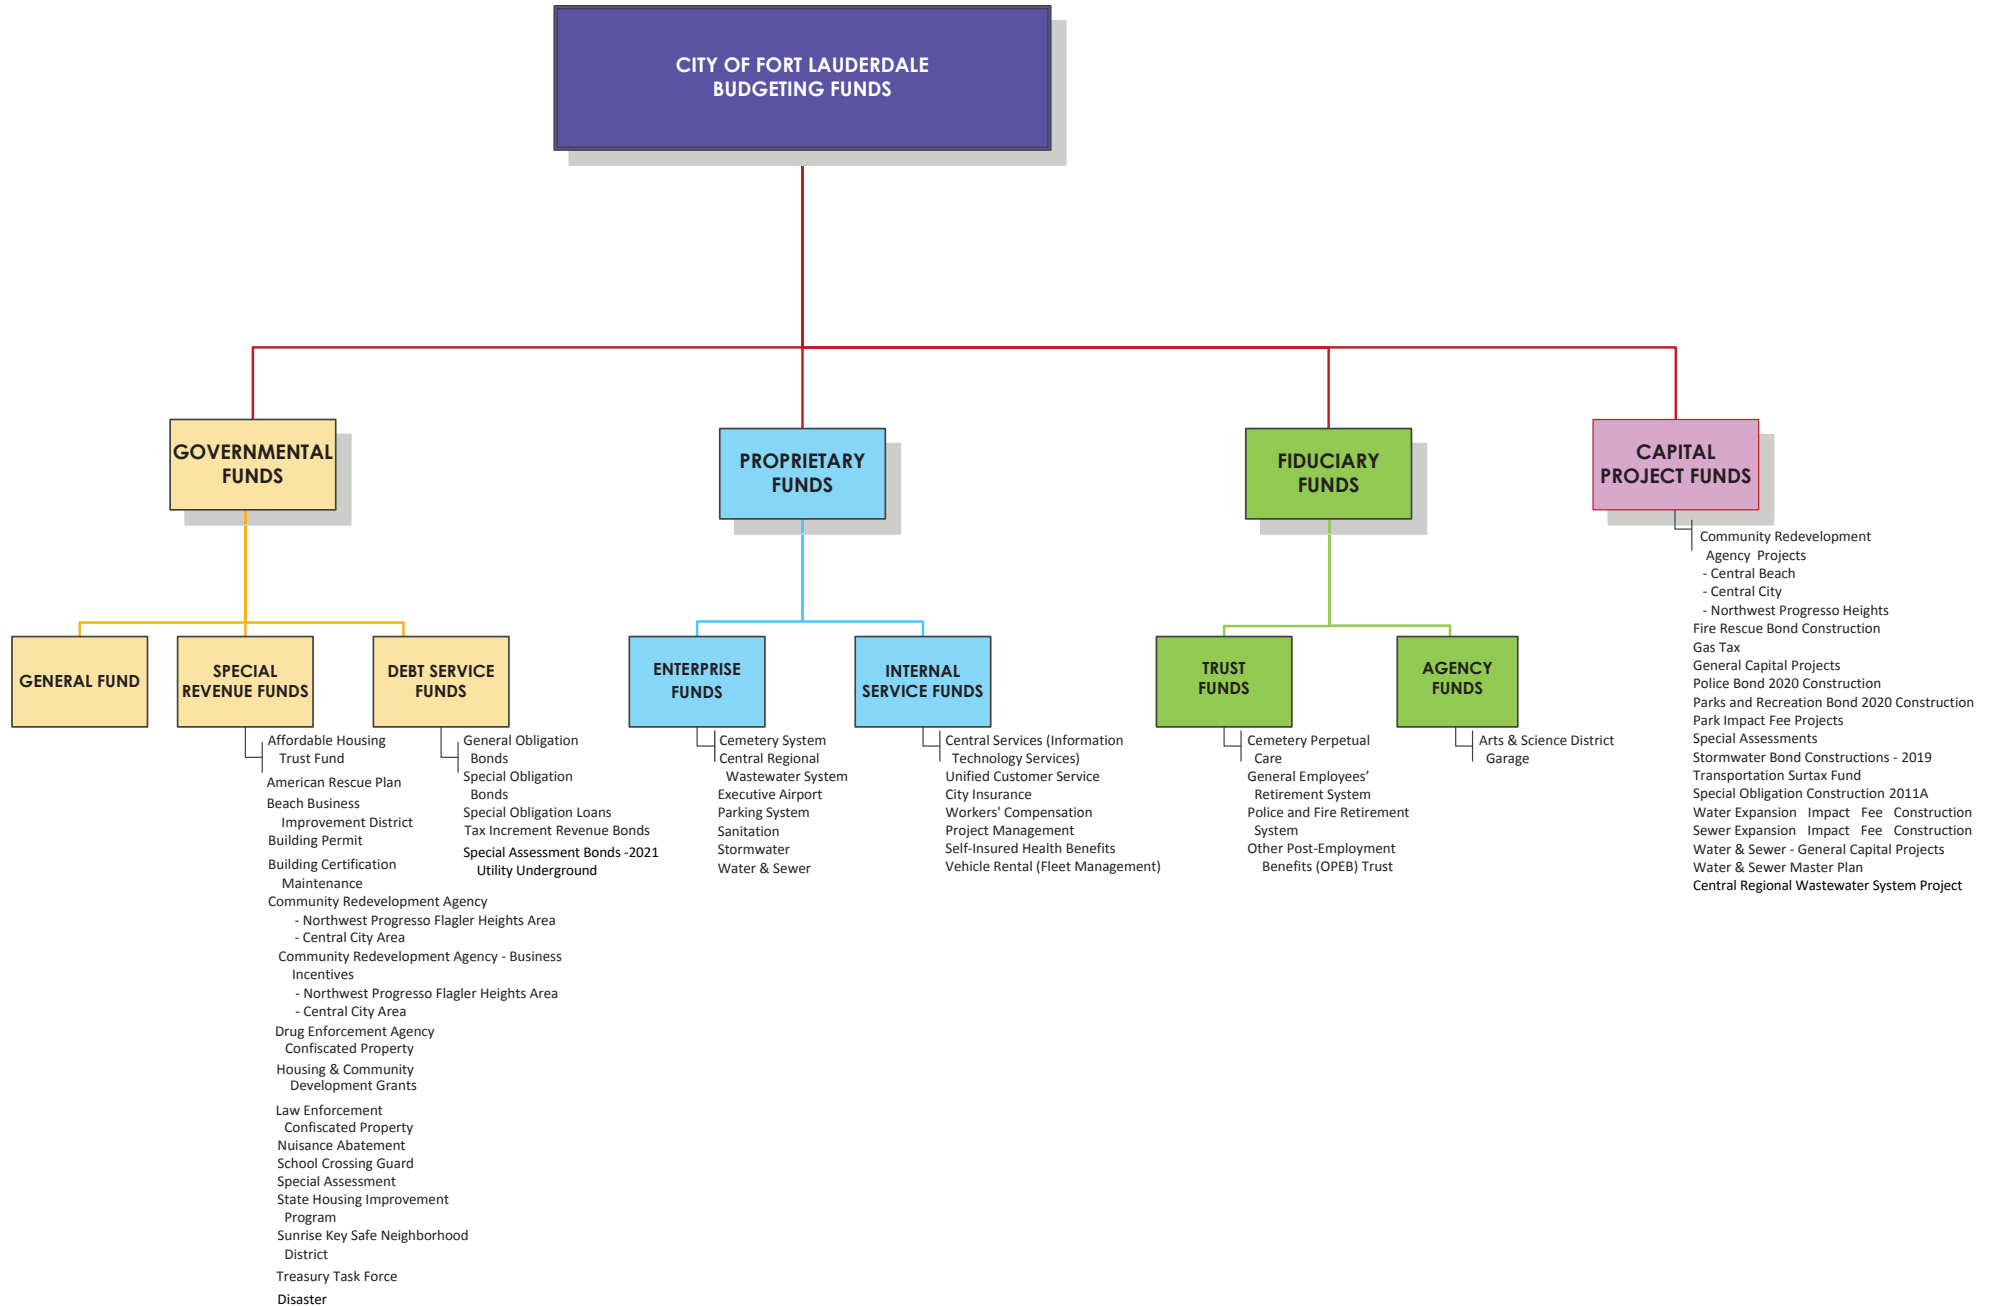 CITY OF FORT LAUDERDALE
BUDGETING FUNDS
GOVERNMENTAL
FUNDS
PROPRIETARY
FUNDS
FIDUCIARY
FUNDS
CAPITAL
PROJECT FUNDS
Community Redevelopment
Agency Projects
- Central Beach
- Central City
- Northwest Progresso Heights
Fire Rescue Bond Construction
Gas Tax
General Capital Projects
Police Bond 2020 Construction
Parks and Recreation Bond 2020 Construction
Park Impact Fee Projects
Special Assessments
Stormwater Bond Constructions - 2019
Transportation Surtax Fund
Special Obligation Construction 2011A
Water Expansion Impact Fee Construction
Sewer Expansion Impact Fee Construction
Water & Sewer - General Capital Projects
Water & Sewer Master Plan
Central Regional Wastewater System Project
GENERAL FUND
SPECIAL
REVENUE FUNDS
Affordable Housing
Trust Fund
American Rescue Plan
Beach Business
Improvement District
Building Permit
Building Certification
Maintenance
Community Redevelopment Agency
- Northwest Progresso Flagler Heights Area
- Central City Area
Community Redevelopment Agency - Business
Incentives
- Northwest Progresso Flagler Heights Area
- Central City Area
Drug Enforcement Agency
Confiscated Property
Housing & Community
Development Grants
Law Enforcement
Confiscated Property
Nuisance Abatement
School Crossing Guard
Special Assessment
State Housing Improvement
Program
Sunrise Key Safe Neighborhood
District
Treasury Task Force
Disaster
DEBT SERVICE
FUNDS
General Obligation
Bonds
Special Obligation
Bonds
Special Obligation Loans
Tax Increment Revenue Bonds
Special Assessment Bonds -2021
Utility Underground
ENTERPRISE
FUNDS
Cemetery System
Central Regional
Wastewater System
Executive Airport
Parking System
Sanitation
Stormwater
Water & Sewer
INTERNAL
SERVICE FUNDS
Central Services (Information
Technology Services)
Unified Customer Service
City Insurance
Workers' Compensation
Project Management
Self-Insured Health Benefits
Vehicle Rental (Fleet Management)
TRUST
FUNDS
Cemetery Perpetual
Care
General Employees’
Retirement System
Police and Fire Retirement
System
Other Post-Employment
Benefits (OPEB) Trust
AGENCY
FUNDS
Arts & Science District
Garage